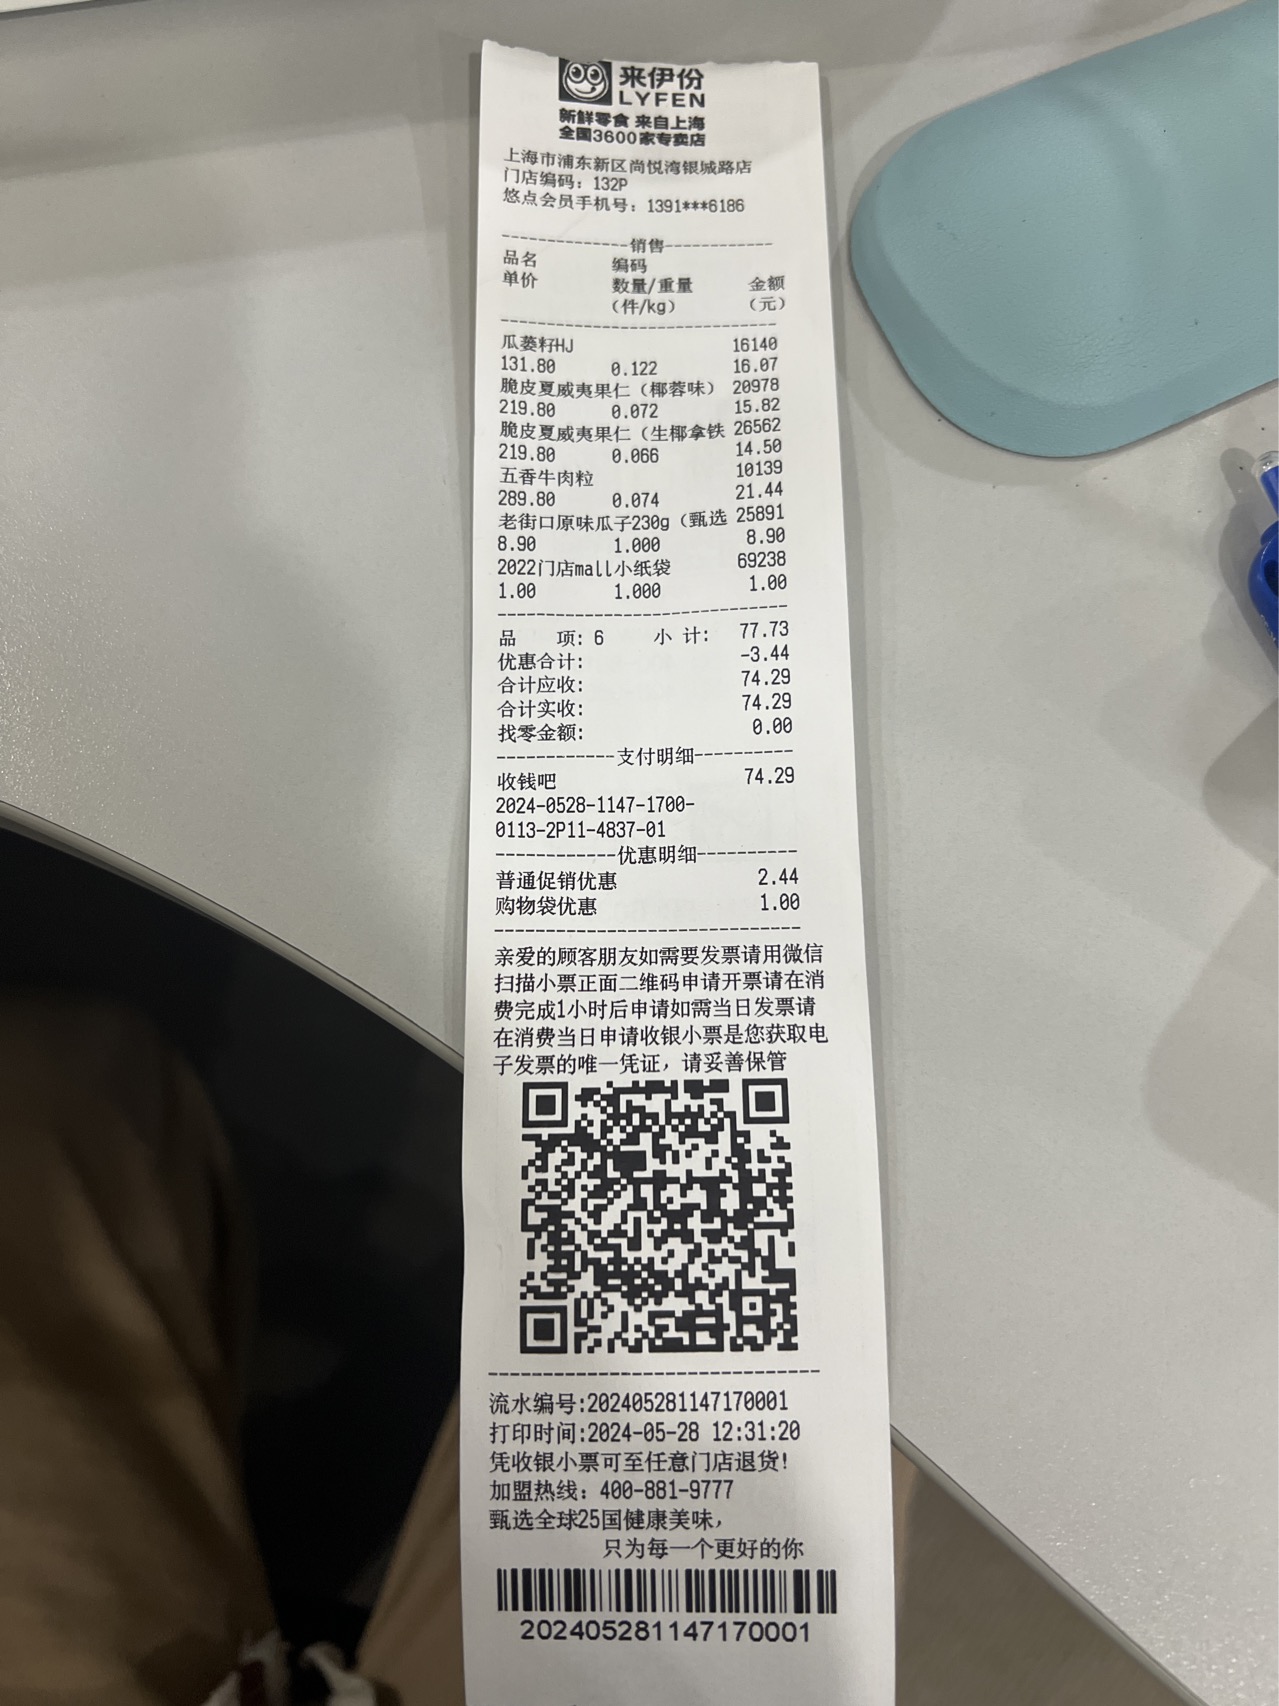 来伊份
LYFEN
新鲜零食 来自上海
全国3600家专卖店
上海市浦东新区尚悦湾银城路店
门店编码：132P
悠点会员手机号：1391***6186
------------销售------------
品名 编码
单价 数量/重量 金额
（件/kg） （元）
瓜蒌籽HJ 16140
131.80 0.122 16.07
脆皮夏威夷果仁（椰蓉味） 20978
219.80 0.072 15.82
脆皮夏威夷果仁（生椰拿铁 26562
219.80 0.066 14.50
五香牛肉粒 10139
289.80 0.074 21.44
老街口原味瓜子230g（甄选 25891
8.90 1.000 8.90
2022门店mall小纸袋 69238
1.00 1.000 1.00
品 项: 6 小 计: 77.73
优惠合计: -3.44
合计应收: 74.29
合计实收: 74.29
找零金额: 0.00
------------支付明细----------
收钱吧 74.29
2024-0528-1147-1700-
0113-2P11-4837-01
------------优惠明细----------
普通促销优惠 2.44
购物袋优惠 1.00
亲爱的顾客朋友如需要发票请用微信
扫描小票正面二维码申请开票请在消
费完成1小时后申请如需当日发票请
在消费当日申请收银小票是您获取电
子发票的唯一凭证，请妥善保管
流水编号:202405281147170001
打印时间:2024-05-28 12:31:20
凭收银小票可至任意门店退货!
加盟热线：400-881-9777
甄选全球25国健康美味，
只为每一个更好的你
202405281147170001